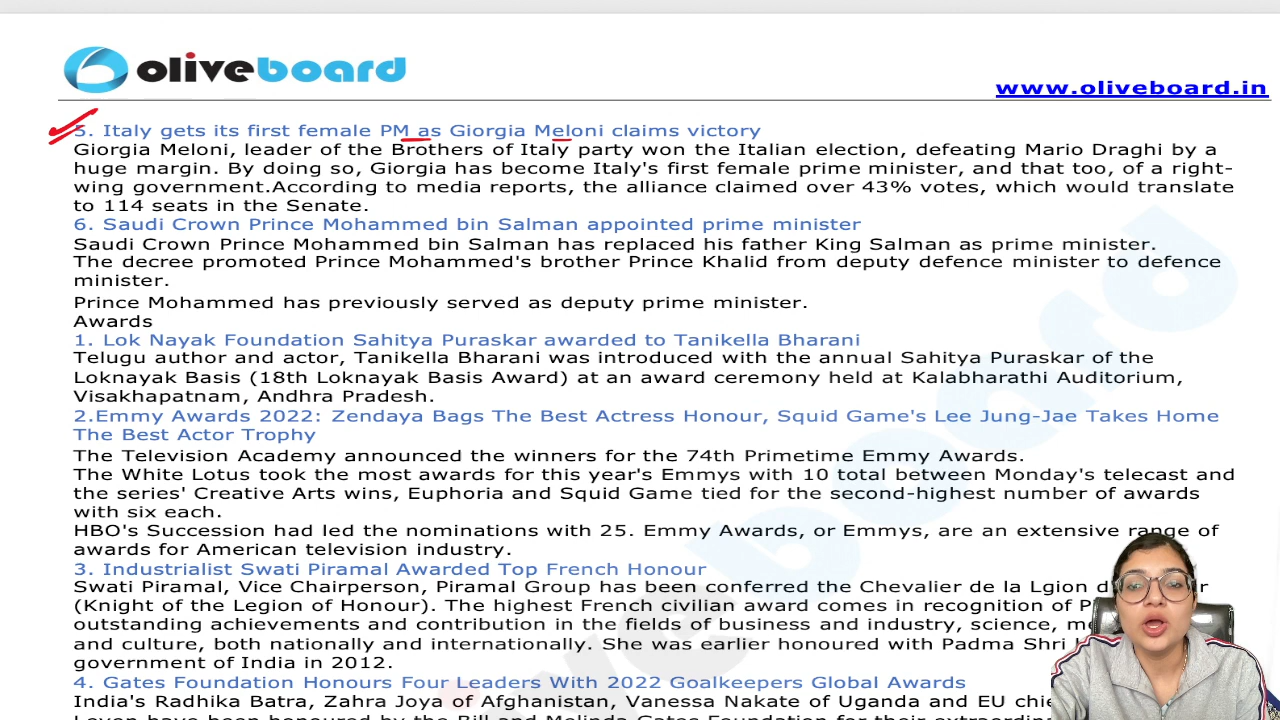 oliveboard
www.oliveboard.in
5. Italy gets its first female PM as Giorgia Meloni claims victory
Giorgia Meloni, leader of the Brothers of Italy party won the Italian election, defeating Mario Draghi by a
huge margin. By doing so, Giorgia has become Italy's first female prime minister, and that too, of a right-
wing government.According to media reports, the alliance claimed over 43% votes, which would translate
to 114 seats in the Senate.
6. Saudi Crown Prince Mohammed bin Salman appointed prime minister
Saudi Crown Prince Mohammed bin Salman has replaced his father King Salman as prime minister.
The decree promoted Prince Mohammed's brother Prince Khalid from deputy defence minister to defence
minister.
Prince Mohammed has previously served as deputy prime minister.
Awards
1. Lok Nayak Foundation Sahitya Puraskar awarded to Tanikella Bharani
Telugu author and actor, Tanikella Bharani was introduced with the annual Sahitya Puraskar of the
Loknayak Basis (18th Loknayak Basis Award) at an award ceremony held at Kalabharathi Auditorium,
Visakhapatnam, Andhra Pradesh.
2.Emmy Awards 2022: Zendaya Bags The Best Actress Honour, Squid Game's Lee Jung-Jae Takes Home
The Best Actor Trophy
The Television Academy announced the winners for the 74th Primetime Emmy Awards.
The White Lotus took the most awards for this year's Emmys with 10 total between Monday's telecast and
the series' Creative Arts wins, Euphoria and Squid Game tied for the second-highest number of awards
with six each.
HBO's Succession had led the nominations with 25. Emmy Awards, or Emmys, are an extensive range of
awards for American television industry.
3. Industrialist Swati Piramal Awarded Top French Honour
Swati Piramal, Vice Chairperson, Piramal Group has been conferred the Chevalier de la Lgion
(Knight of the Legion of Honour). The highest French civilian award comes in recognition of
outstanding achievements and contribution in the fields of business and industry, science,
and culture, both nationally and internationally. She was earlier honoured with Padma Shri
government of India in 2012.
4. Gates Foundation Honours Four Leaders With 2022 Goalkeepers Global Awards
India's Radhika Batra, Zahra Joya of Afghanistan, Vanessa Nakate of Uganda and EU
Leyen have been honoured by the Bill and Melinda Gates Foundation for their